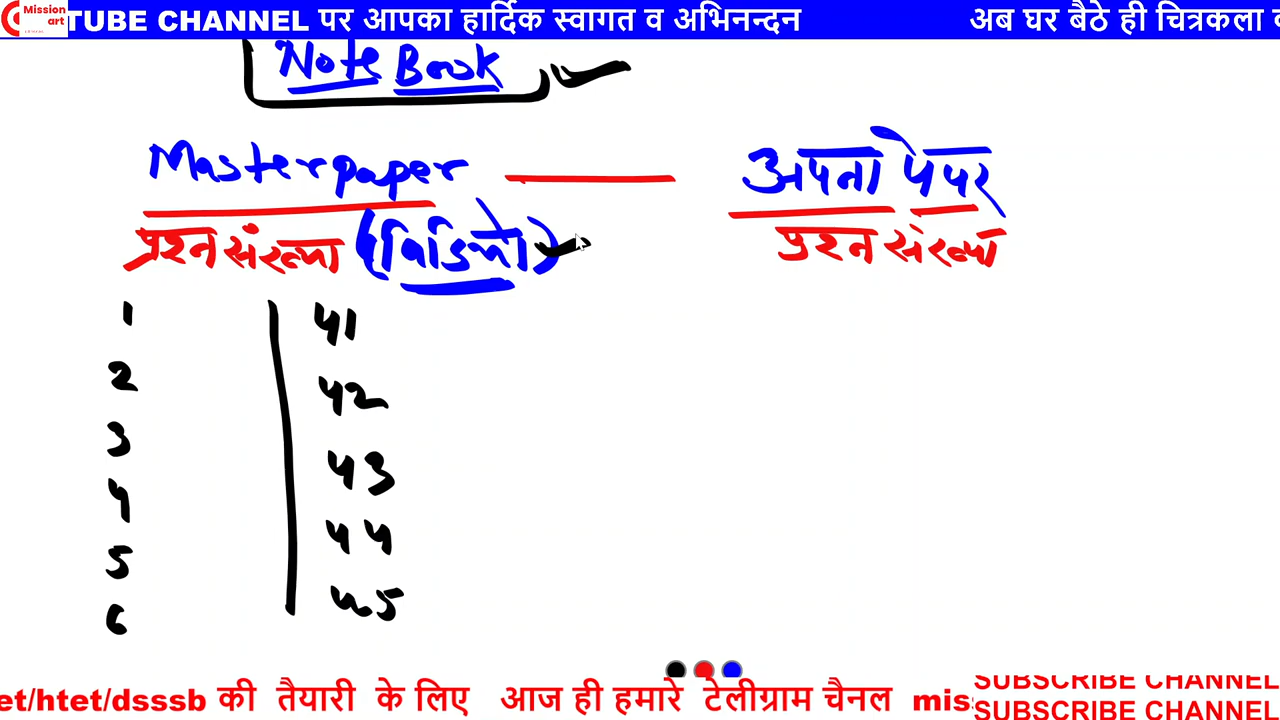 Mission
art
TUBE CHANNEL पर आपका हार्दिक स्वागत व अभिनन्दन
अब घर बैठे ही चित्रकला
Note Book
Masterpaper
अपना पेपर
प्रश्न संख्या (विडियो)
प्रश्न संख्या
1 41
2 42
3 43
4 44
5 45
6
et/htet/dsssb की तैयारी के लिए आज ही हमारे टेलीग्राम चैनल mis
SUBSCRIBE CHANNEL
SUBSCRIBE CHANNEL